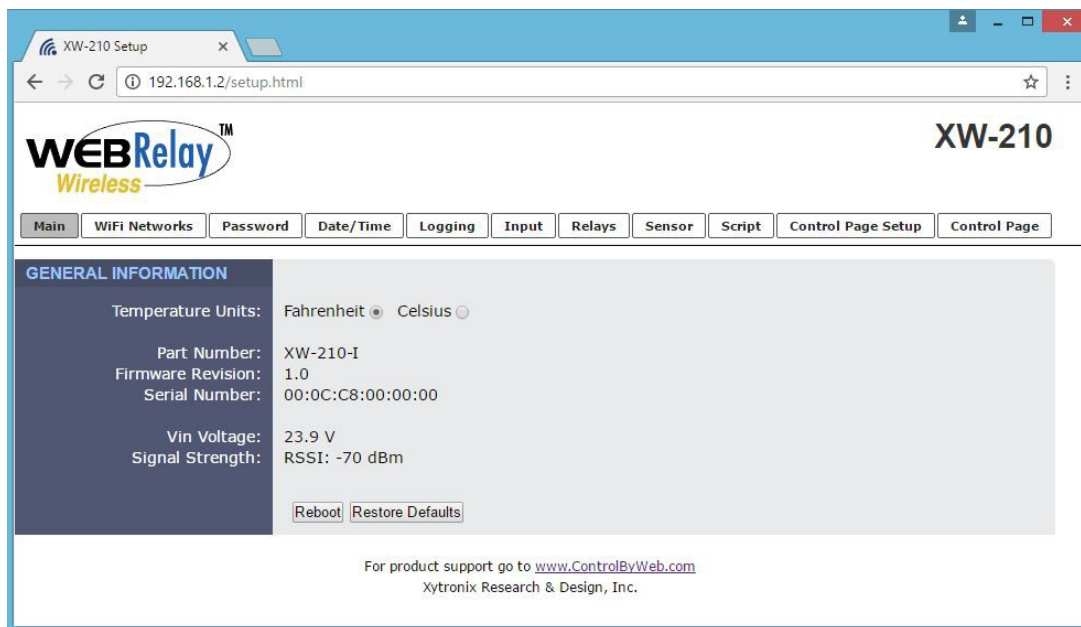 XW-210 Setup
192.168.1.2/setup.html
WEBRelay TM
Wireless
XW-210
Main WiFi Networks Password Date/Time Logging Input Relays Sensor Script Control Page Setup Control Page
GENERAL INFORMATION
Temperature Units: Fahrenheit Celsius
Part Number: XW-210-I
Firmware Revision: 1.0
Serial Number: 00:0C:C8:00:00:00
Vin Voltage: 23.9 V
Signal Strength: RSSI: -70 dBm
Reboot Restore Defaults
For product support go to www.ControlByWeb.com
Xytronix Research & Design, Inc.